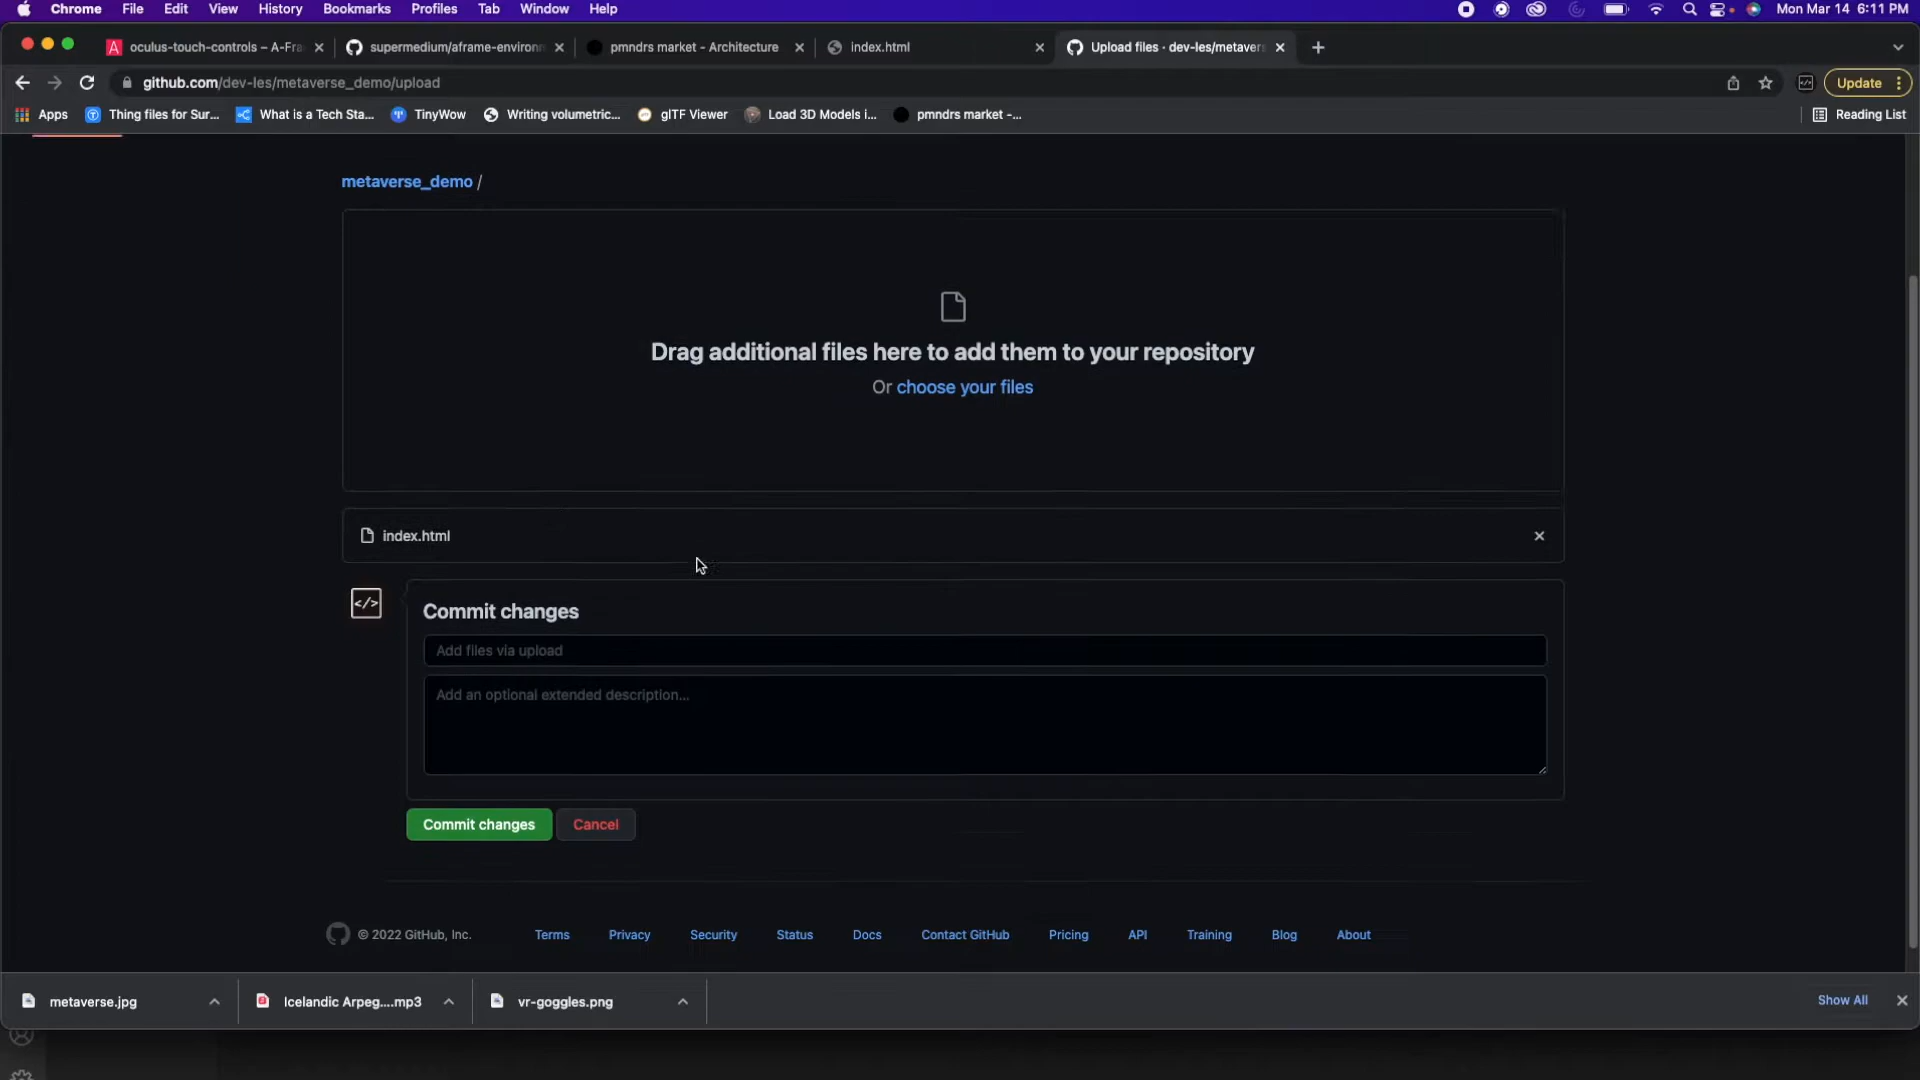 Chrome File Edit View History Bookmarks Profiles Tab Window Help Mon Mar 14 6:11 PM
oculus-touch-controls – A-Fra supermedium/aframe-environm pmndrs market - Architecture index.html Upload files · dev-les/metavers
github.com/dev-les/metaverse_demo/upload Update
Apps Thing files for Sur... What is a Tech Sta... TinyWow Writing volumetric... glTF Viewer Load 3D Models i... pmndrs market -... Reading List
metaverse_demo /
Drag additional files here to add them to your repository
Or choose your files
index.html
Commit changes
Add files via upload
Add an optional extended description...
Commit changes Cancel
© 2022 GitHub, Inc. Terms Privacy Security Status Docs Contact GitHub Pricing API Training Blog About
metaverse.jpg Icelandic Arpeg....mp3 vr-goggles.png Show All